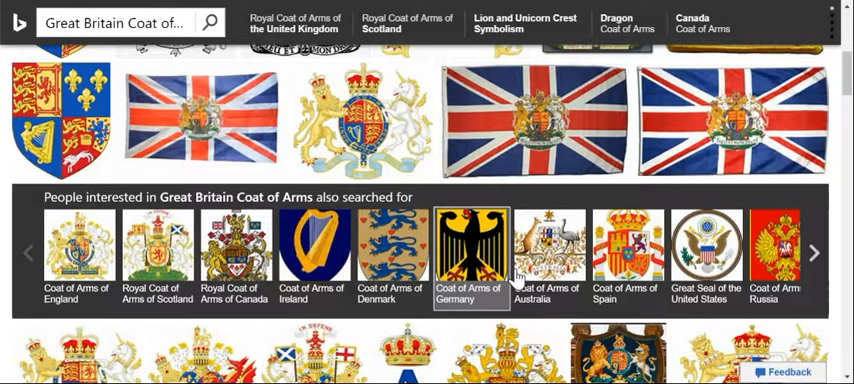 Great Britain Coat of...
Royal Coat of Arms of
the United Kingdom
Royal Coat of Arms of
Scotland
Lion and Unicorn Crest
Symbolism
Dragon
Coat of Arms
Canada
Coat of Arms
People interested in Great Britain Coat of Arms also searched for
Coat of Arms of
England
Royal Coat of
Arms of Scotland
Royal Coat of
Arms of Canada
Coat of Arms of
Ireland
Coat of Arms of
Denmark
Coat of Arms of
Germany
Coat of Arms of
Australia
Coat of Arms of
Spain
Great Seal of the
United States
Coat of Arm
Russia
IN DEFENS
Feedback